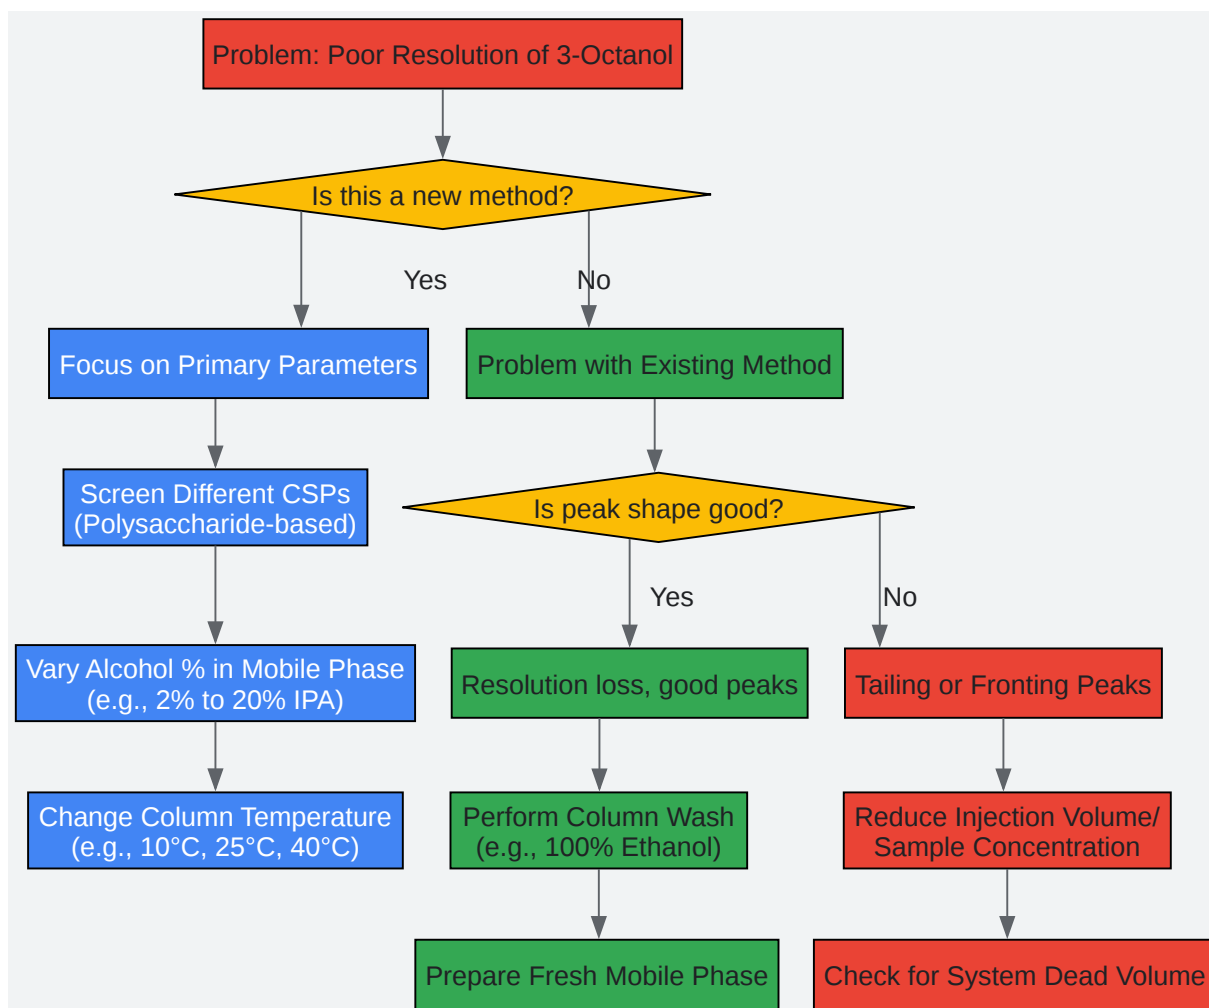 Problem: Poor Resolution of 3-Octanol
Is this a new method?
Yes
No
Focus on Primary Parameters
Problem with Existing Method
Screen Different CSPs
(Polysaccharide-based)
Is peak shape good?
Yes
No
Vary Alcohol % in Mobile Phase
(e.g., 2% to 20% IPA)
Resolution loss, good peaks
Tailing or Fronting Peaks
Change Column Temperature
(e.g., 10°C, 25°C, 40°C)
Perform Column Wash
(e.g., 100% Ethanol)
Reduce Injection Volume/
Sample Concentration
Prepare Fresh Mobile Phase
Check for System Dead Volume